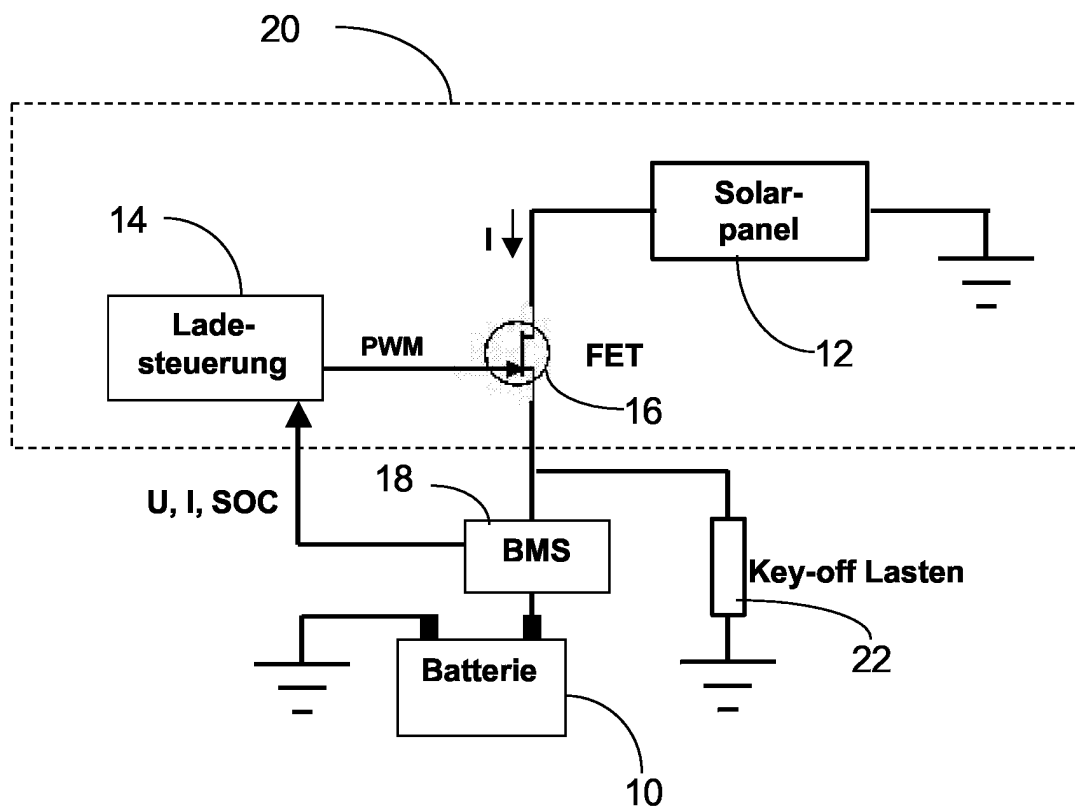 20
Solar-
panel
14
I
Lade-
steuerung
PWM
FET
12
16
18
U, I, SOC
BMS
Key-off Lasten
22
Batterie
10